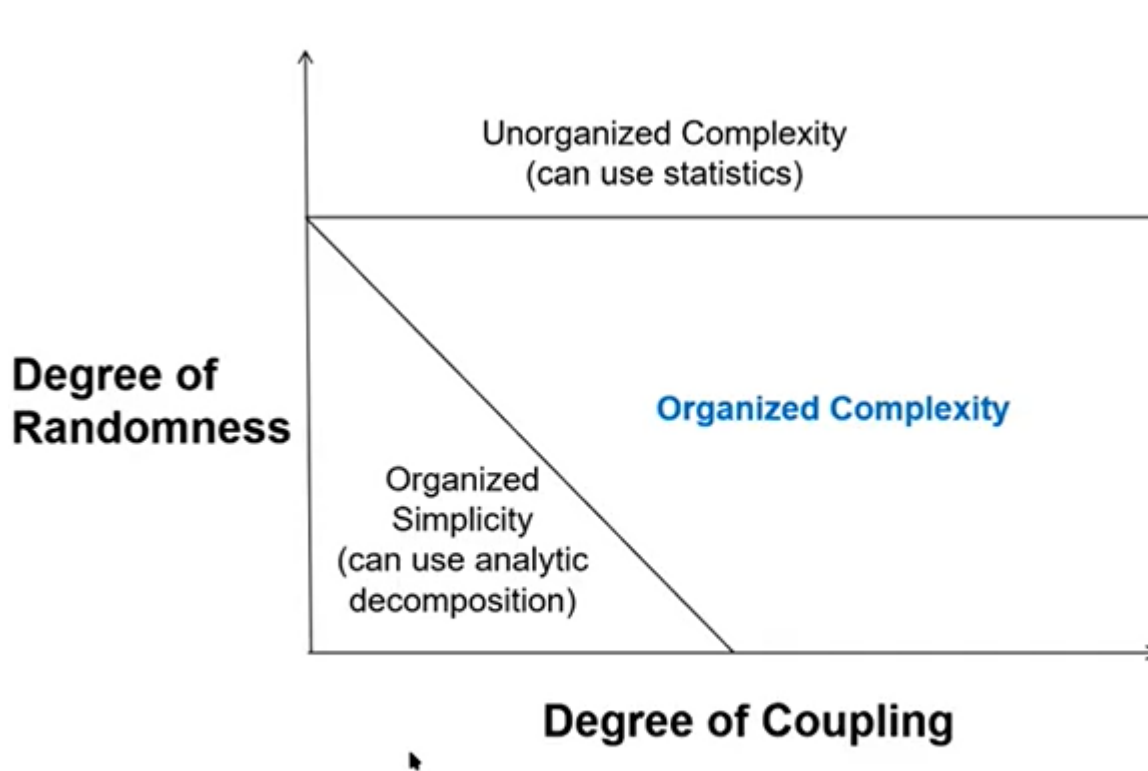 Unorganized Complexity
(can use statistics)
Degree of
Randomness
Organized Complexity
Organized
Simplicity
(can use analytic
decomposition)
Degree of Coupling